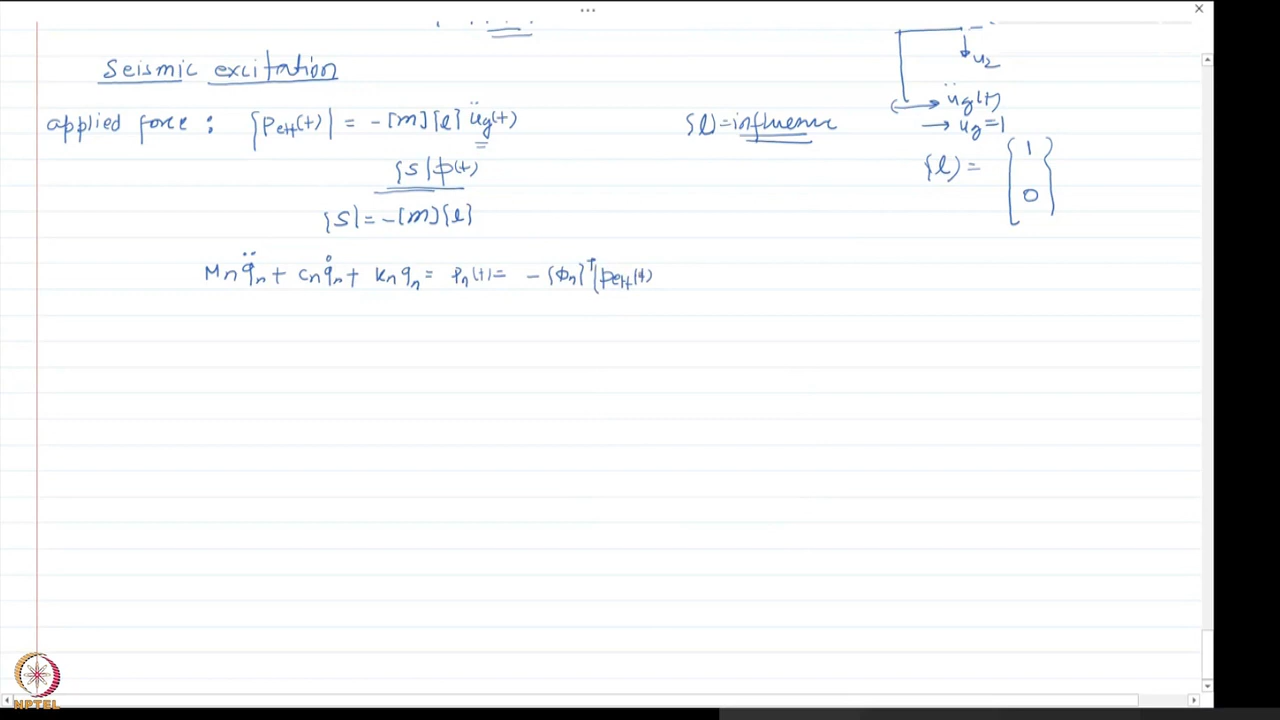 seismic excitation
applied force : {Peff(t)} = -[m]{l} üg(t)
{S} p(t)
{S} = -[m]{l}
Mn q̈n + Cn q̇n + Kn qn = Pn(t) = -{ϕn}ᵀ{Peff(t)}
{l} = influence
u2
üg(t)
→ ug=1
{l} = { 1
0 }
NPTEL